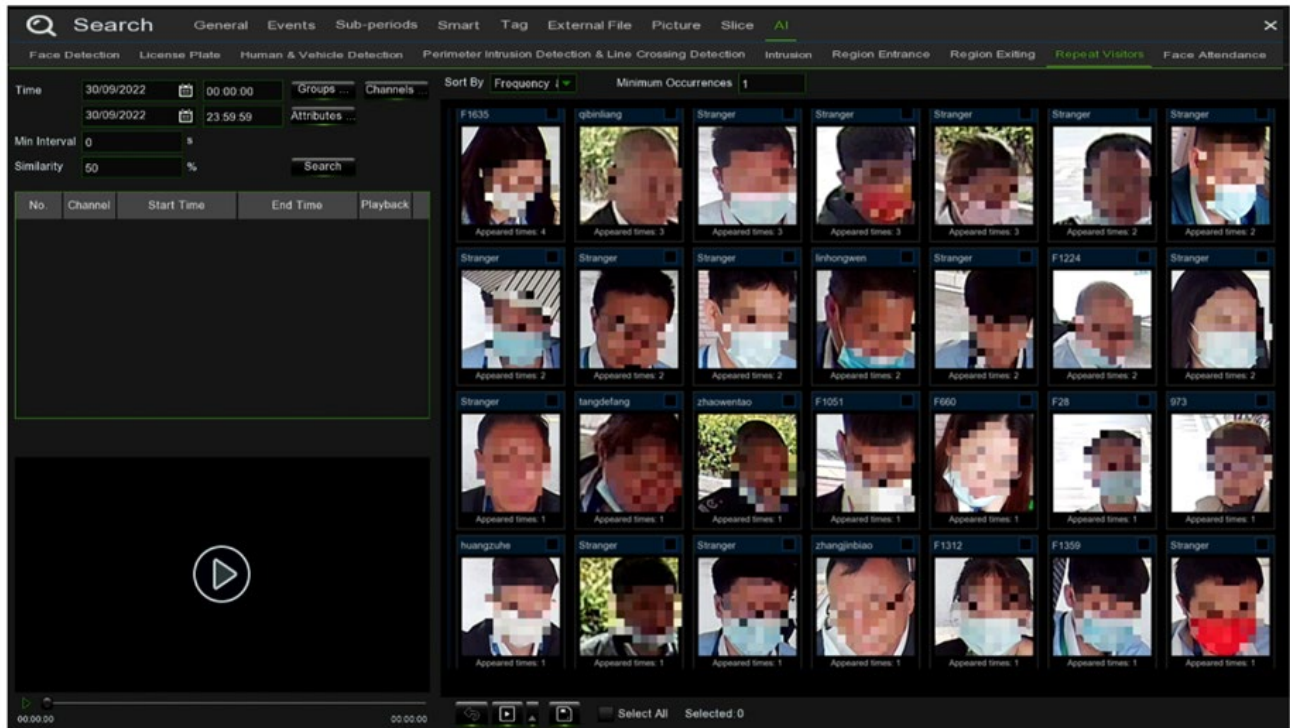 Search General Events Sub-periods Smart Tag External File Picture Slice AI
Face Detection License Plate Human & Vehicle Detection Perimeter Intrusion Detection & Line Crossing Detection Intrusion Region Entrance Region Exiting Repeat Visitors Face Attendance
Time 30/09/2022 00:00:00 Groups ... Channels ...
30/09/2022 23:59:59 Attributes ...
Min Interval 0 s
Similarity 50 % Search
No. Channel Start Time End Time Playback
00:00:00 00:00:00
Sort By Frequency Minimum Occurrences 1
F1635 qibinliang Stranger Stranger Stranger Stranger Stranger
Appeared times: 4 Appeared times: 3 Appeared times: 3 Appeared times: 3 Appeared times: 3 Appeared times: 2 Appeared times: 2
Stranger Stranger Stranger linhongwen Stranger F1224 Stranger
Appeared times: 2 Appeared times: 2 Appeared times: 2 Appeared times: 2 Appeared times: 2 Appeared times: 2 Appeared times: 2
Stranger tangdefang zhaowentao F1051 F660 F28 973
Appeared times: 1 Appeared times: 1 Appeared times: 1 Appeared times: 1 Appeared times: 1 Appeared times: 1 Appeared times: 1
huangzuhe Stranger Stranger zhangjinbiao F1312 F1359 Stranger
Appeared times: 1 Appeared times: 1 Appeared times: 1 Appeared times: 1 Appeared times: 1 Appeared times: 1 Appeared times: 1
Select All Selected:0